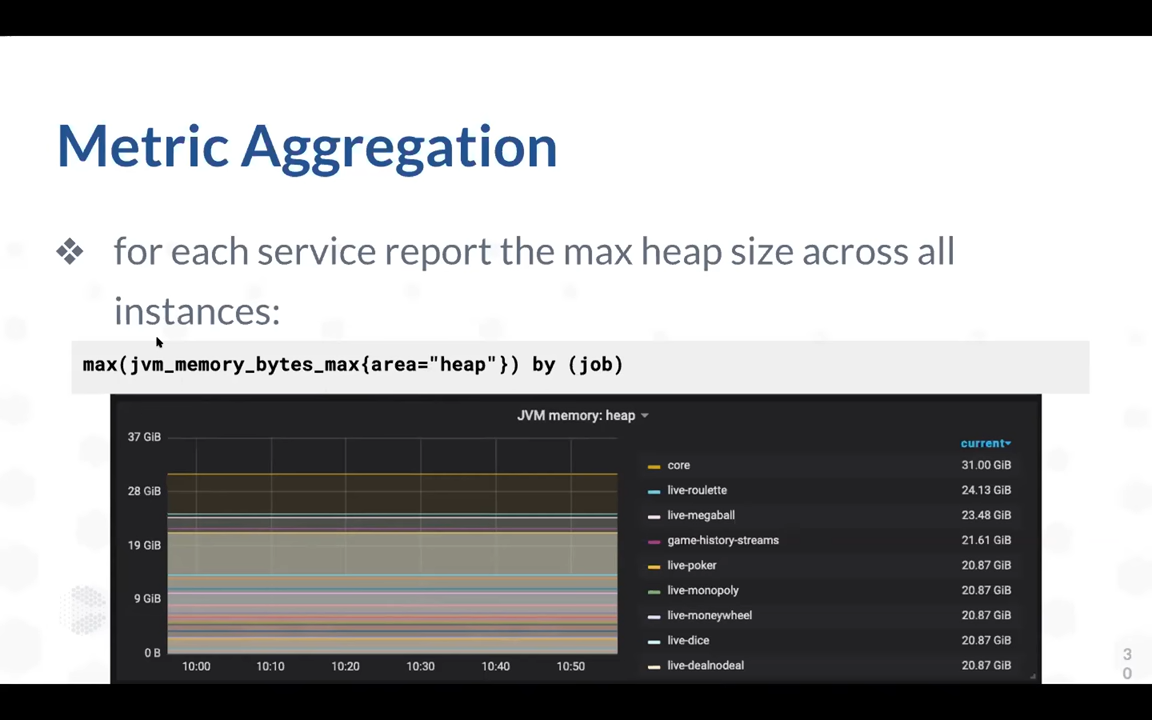 Metric Aggregation
❖ for each service report the max heap size across all
instances:
max(jvm_memory_bytes_max{area="heap"}) by (job)
JVM memory: heap
37 GiB
28 GiB
19 GiB
9 GiB
0 B
10:00 10:10 10:20 10:30 10:40 10:50
current
core 31.00 GiB
live-roulette 24.13 GiB
live-megaball 23.48 GiB
game-history-streams 21.61 GiB
live-poker 20.87 GiB
live-monopoly 20.87 GiB
live-moneywheel 20.87 GiB
live-dice 20.87 GiB
live-dealnodeal 20.87 GiB
3
0